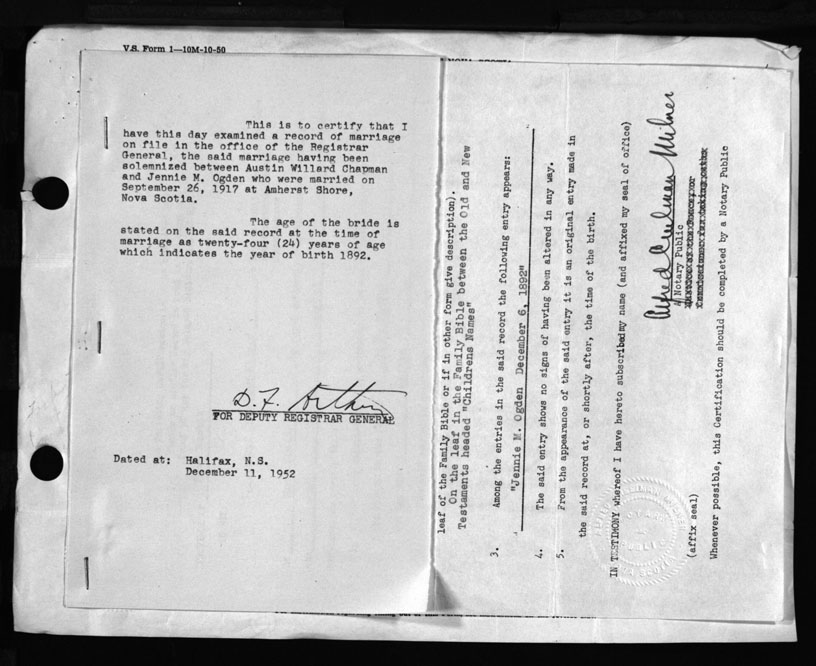 V.S. Form 1—10M-10-50
This is to certify that I
have this day examined a record of marriage
on file in the office of the Registrar
General, the said marriage having been
solemnized between Austin Willard Chapman
and Jennie M. Ogden who were married on
September 26, 1917 at Amherst Shore,
Nova Scotia.
The age of the bride is
stated on the said record at the time of
marriage as twenty-four (24) years of age
which indicates the year of birth 1892.
D. F. Arthur
FOR DEPUTY REGISTRAR GENERAL
Dated at: Halifax, N.S.
December 11, 1952
leaf of the Family Bible or if in other form give description).
On the leaf in the Family Bible between the Old and New
Testaments headed "Childrens Names"
3. Among the entries in the said record the following entry appears:
"Jennie M. Ogden December 6, 1892"
4. The said entry shows no signs of having been altered in any way.
5. From the appearance of the said entry it is an original entry made in
the said record at, or shortly after, the time of the birth.
IN TESTIMONY whereof I have hereto subscribed my name (and affixed my seal of office)
Alfred Milner
A Notary Public
(affix seal)
Whenever possible, this Certification should be completed by a Notary Public